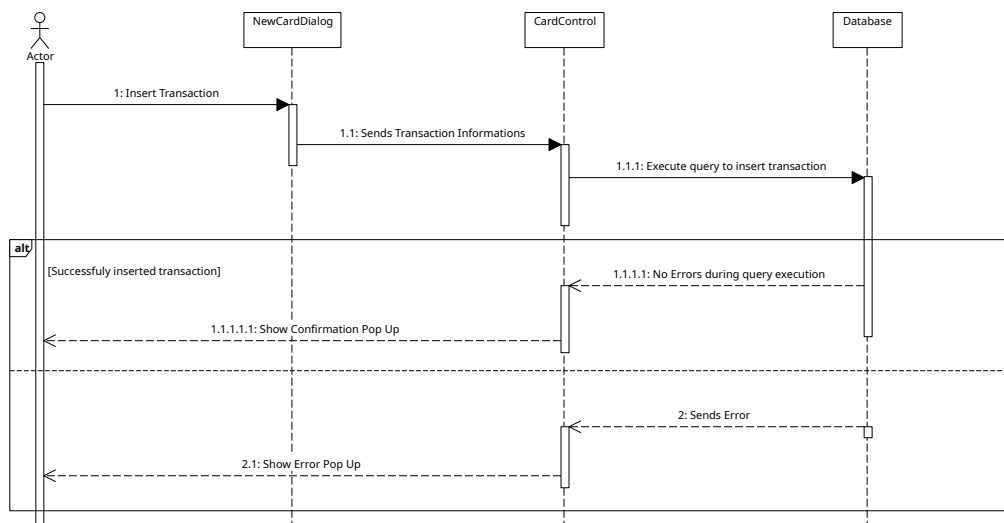 NewCardDialog
CardControl
Database
Actor
1: Insert Transaction
1.1: Sends Transaction Informations
1.1.1: Execute query to insert transaction
alt
[Successfuly inserted transaction]
1.1.1.1: No Errors during query execution
1.1.1.1.1: Show Confirmation Pop Up
2: Sends Error
2.1: Show Error Pop Up